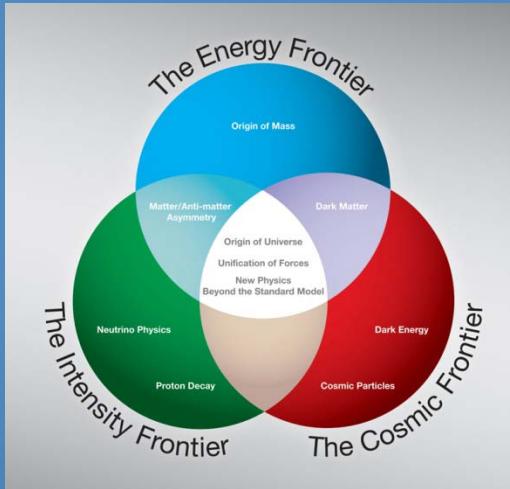 The Energy Frontier
Origin of Mass
Matter/Anti-matter
Asymmetry
Dark Matter
Origin of Universe
Unification of Forces
New Physics
Beyond the Standard Model
Neutrino Physics
Dark Energy
Proton Decay
Cosmic Particles
The Intensity Frontier
The Cosmic Frontier